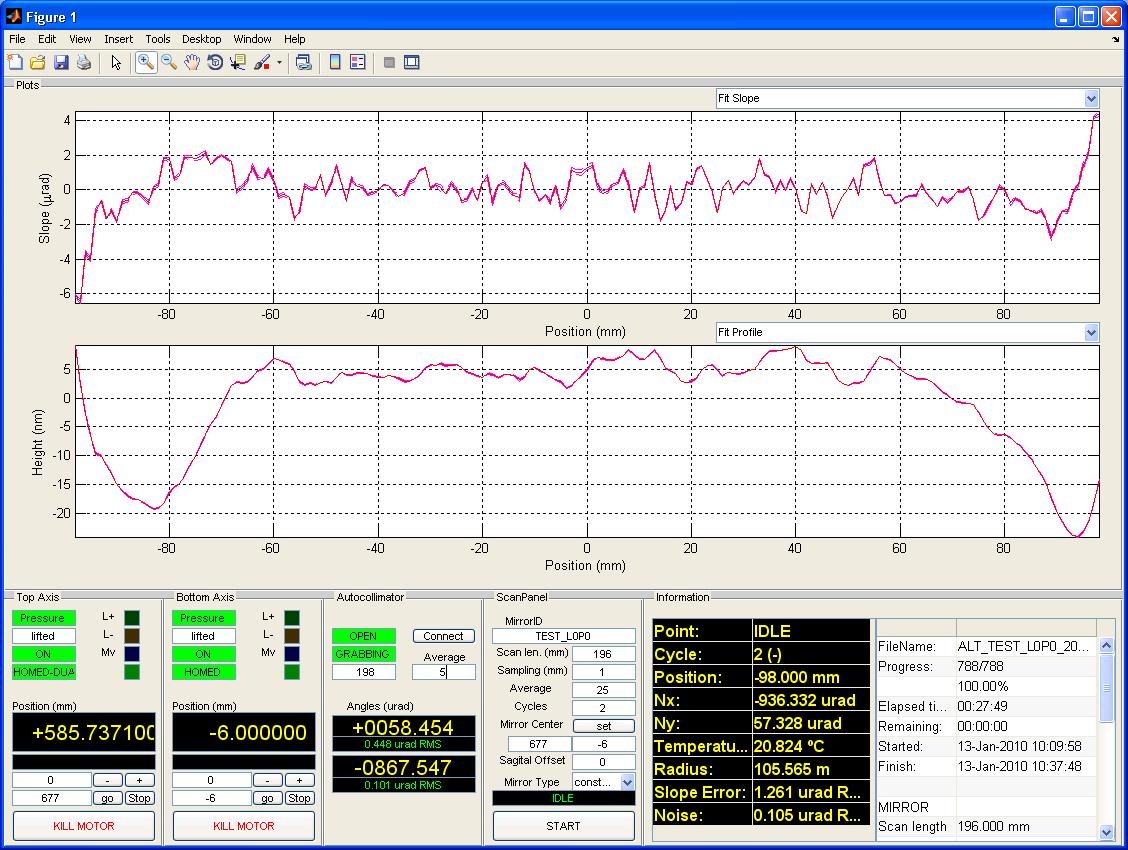 Figure 1
File Edit View Insert Tools Desktop Window Help
Plots
Fit Slope
4
2
0
-2
-4
-6
Slope (μrad)
-80 -60 -40 -20 0 20 40 60 80
Position (mm)
Fit Profile
5
0
-5
-10
-15
-20
Height (nm)
-80 -60 -40 -20 0 20 40 60 80
Position (mm)
Top Axis
Pressure L+
lifted L-
ON Mv
HOMED-DUA
Position (mm)
+585.737100
0 - +
677 go Stop
KILL MOTOR
Bottom Axis
Pressure L+
lifted L-
ON Mv
HOMED
Position (mm)
-6.000000
0 - +
-6 go Stop
KILL MOTOR
Autocollimator
OPEN Connect
GRABBING Average
198 5
Angles (urad)
+0058.454
0.448 urad RMS
-0867.547
0.101 urad RMS
ScanPanel
MirrorID
TEST_L0P0
Scan len. (mm) 196
Sampling (mm) 1
Average 25
Cycles 2
Mirror Center set
677 -6
Sagital Offset 0
Mirror Type const...
IDLE
START
Information
Point: IDLE
Cycle: 2 (-)
Position: -98.000 mm
Nx: -936.332 urad
Ny: 57.328 urad
Temperatu... 20.824 ºC
Radius: 105.565 m
Slope Error: 1.261 urad R...
Noise: 0.105 urad R...
FileName: ALT_TEST_L0P0_20...
Progress: 788/788
100.00%
Elapsed ti... 00:27:49
Remaining: 00:00:00
Started: 13-Jan-2010 10:09:58
Finish: 13-Jan-2010 10:37:48
MIRROR
Scan length 196.000 mm